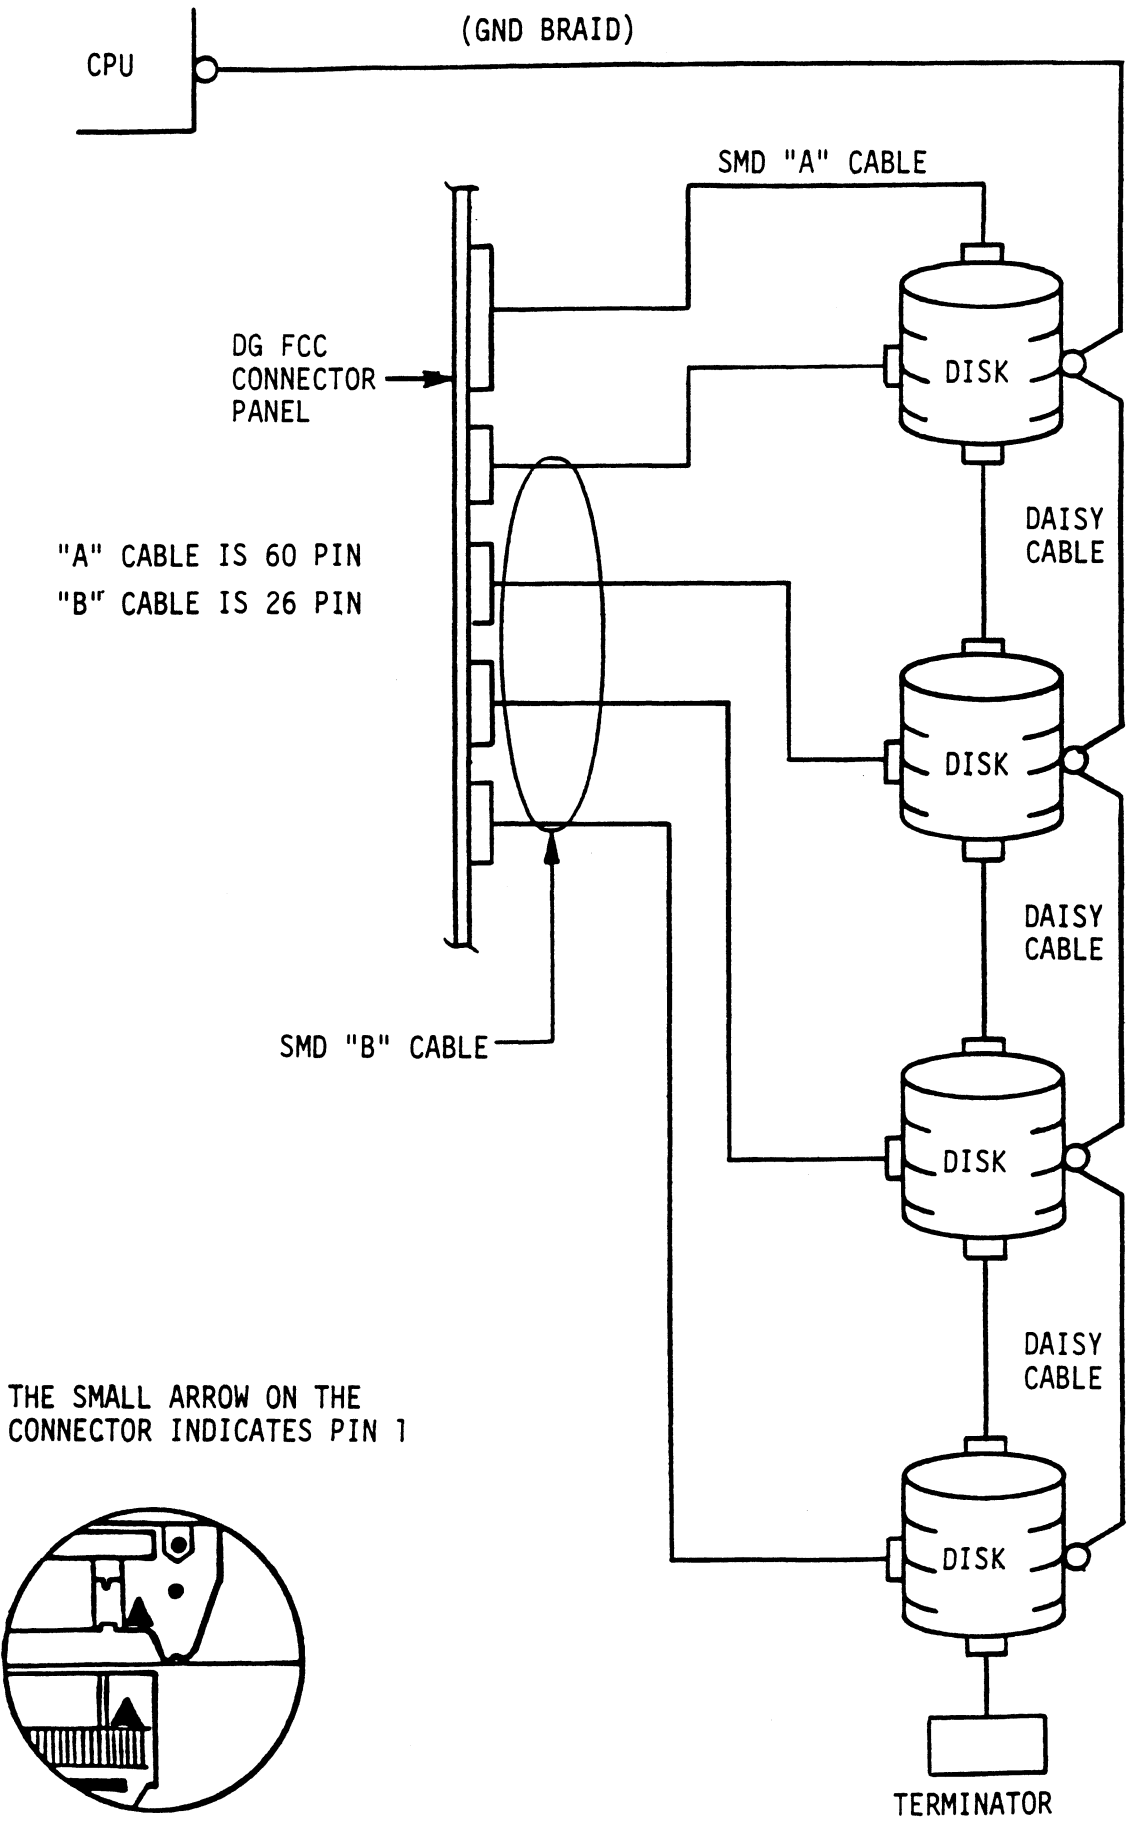 (GND BRAID)
CPU
SMD "A" CABLE
DG FCC
CONNECTOR
PANEL
DISK
DAISY
CABLE
"A" CABLE IS 60 PIN
"B" CABLE IS 26 PIN
DISK
DAISY
CABLE
SMD "B" CABLE
DISK
DAISY
CABLE
THE SMALL ARROW ON THE
CONNECTOR INDICATES PIN 1
DISK
TERMINATOR